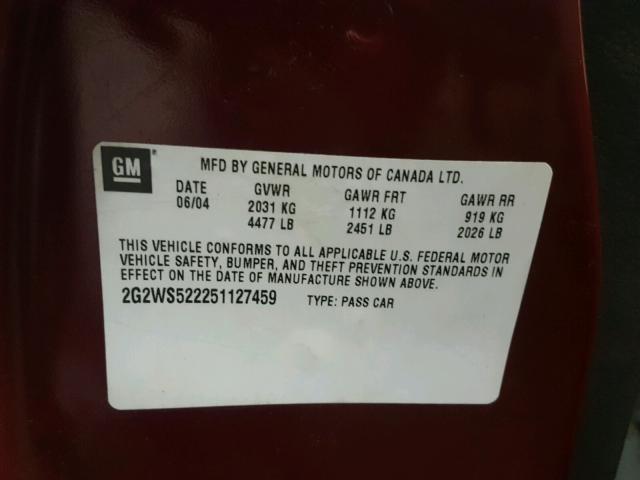 GM
MFD BY GENERAL MOTORS OF CANADA LTD.
DATE GVWR GAWR FRT GAWR RR
06/04 2031 KG 1112 KG 919 KG
4477 LB 2451 LB 2026 LB
THIS VEHICLE CONFORMS TO ALL APPLICABLE U.S. FEDERAL MOTOR
VEHICLE SAFETY, BUMPER, AND THEFT PREVENTION STANDARDS IN
EFFECT ON THE DATE OF MANUFACTURE SHOWN ABOVE.
2G2WS522251127459 TYPE: PASS CAR